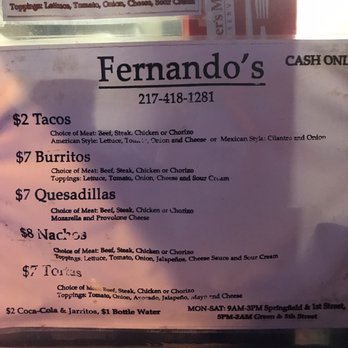 Toppings: Lettuce, Tomato, Onion, Cheese, Sour Cream
Fernando's
CASH ONL
217-418-1281
$2 Tacos
Choice of Meat: Beef, Steak, Chicken or Chorizo
American Style: Lettuce, Tomato, Onion and Cheese or Mexican Style: Cilantro and Onion
$7 Burritos
Choice of Meat: Beef, Steak, Chicken or Chorizo
Toppings: Lettuce, Tomato, Onion, Cheese and Sour Cream
$7 Quesadillas
Choice of Meat: Beef, Steak, Chicken or Chorizo
Mozarella and Provolone Cheese
$8 Nachos
Choice of Meat: Beef, Steak, Chicken or Chorizo
Toppings: Lettuce, Tomato, Onion, Jalapeños, Cheese Sauce and Sour Cream
$7 Tortas
Choice of Meat: Beef, Steak, Chicken or Chorizo
Toppings: Tomato, Onion, Avocado, Jalapeño, Mayo and Cheese
$2 Coca-Cola & Jarritos, $1 Bottle Water
MON-SAT: 9AM-3PM Springfield & 1st Street,
5PM-2AM Green & 5th Street